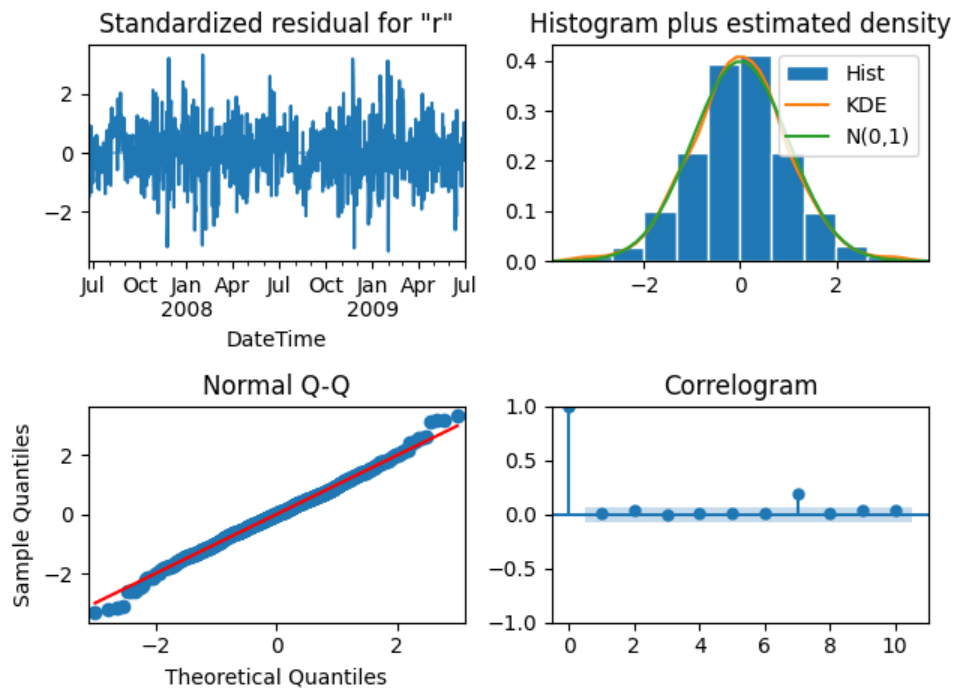 Standardized residual for "r"
2
0
−2
Jul Oct Jan Apr Jul Oct Jan Apr Jul
2008 2009
DateTime
Histogram plus estimated density
0.4
0.3
0.2
0.1
0.0
Hist
KDE
N(0,1)
−2 0 2
Normal Q-Q
Sample Quantiles
2
0
−2
−2 0 2
Theoretical Quantiles
Correlogram
1.0
0.5
0.0
−0.5
−1.0
0 2 4 6 8 10